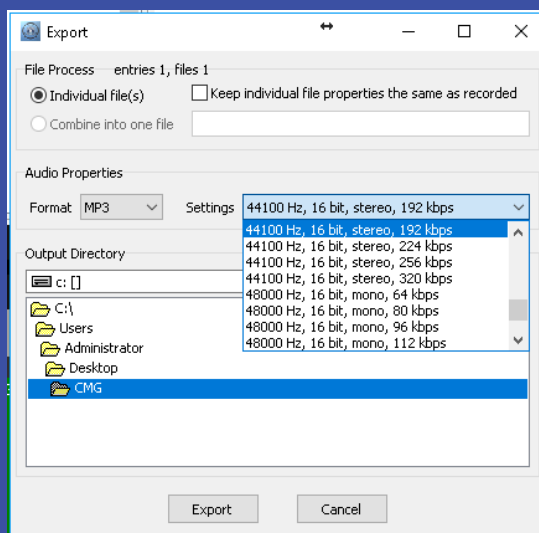 Export
File Process entries 1, files 1
Individual file(s) Keep individual file properties the same as recorded
Combine into one file
Audio Properties
Format MP3 Settings 44100 Hz, 16 bit, stereo, 192 kbps
44100 Hz, 16 bit, stereo, 192 kbps
44100 Hz, 16 bit, stereo, 224 kbps
44100 Hz, 16 bit, stereo, 256 kbps
44100 Hz, 16 bit, stereo, 320 kbps
48000 Hz, 16 bit, mono, 64 kbps
48000 Hz, 16 bit, mono, 80 kbps
48000 Hz, 16 bit, mono, 96 kbps
48000 Hz, 16 bit, mono, 112 kbps
Output Directory
c: []
C:\
Users
Administrator
Desktop
CMG
Export Cancel